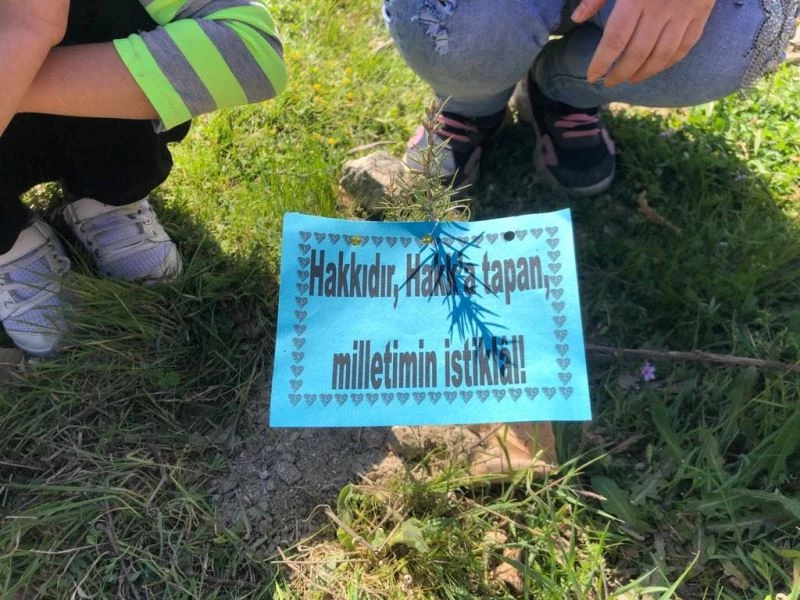 Hakkıdır, Hakk'a tapan,
milletimin istiklâl!